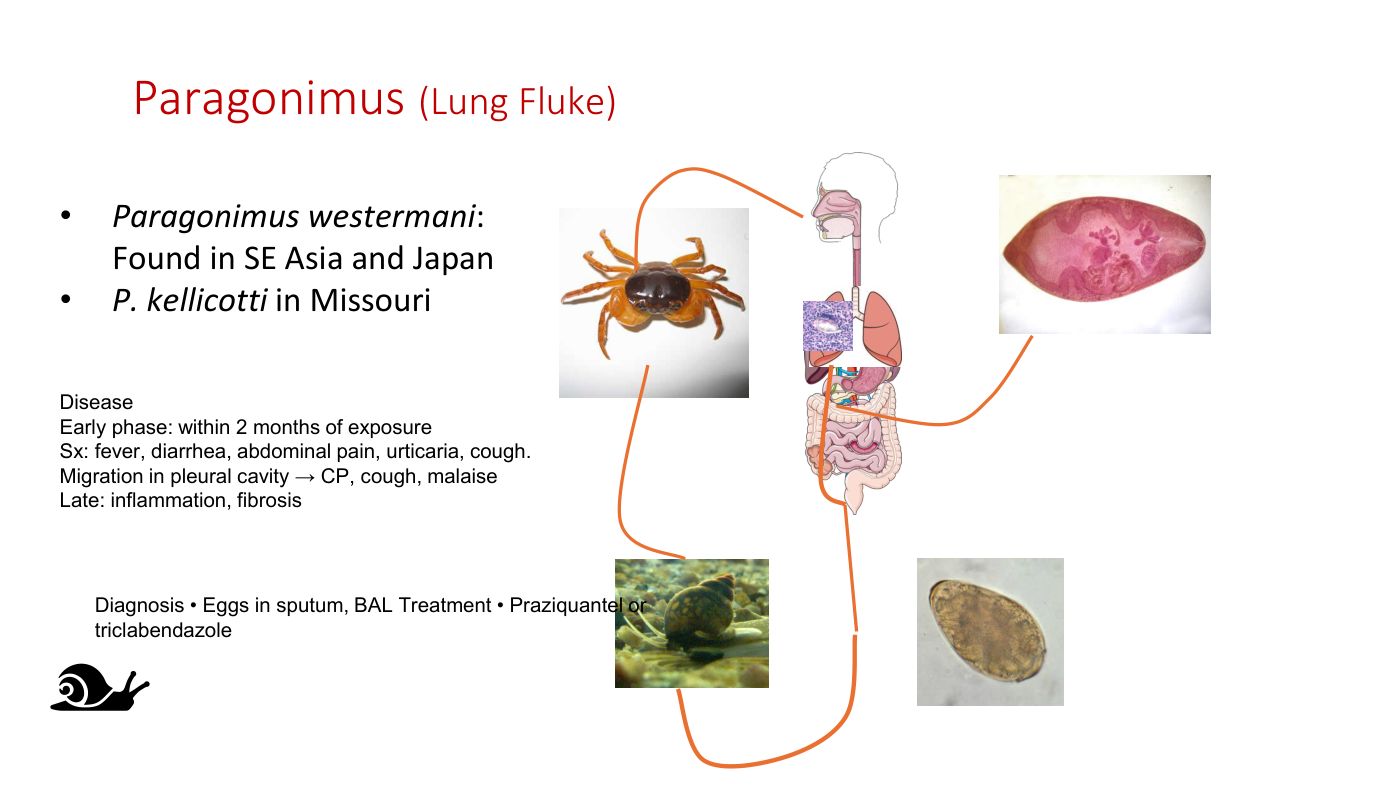 Paragonimus (Lung Fluke)
• Paragonimus westermani:
Found in SE Asia and Japan
• P. kellicotti in Missouri
Disease
Early phase: within 2 months of exposure
Sx: fever, diarrhea, abdominal pain, urticaria, cough.
Migration in pleural cavity → CP, cough, malaise
Late: inflammation, fibrosis
Diagnosis • Eggs in sputum, BAL Treatment • Praziquantel or
triclabendazole